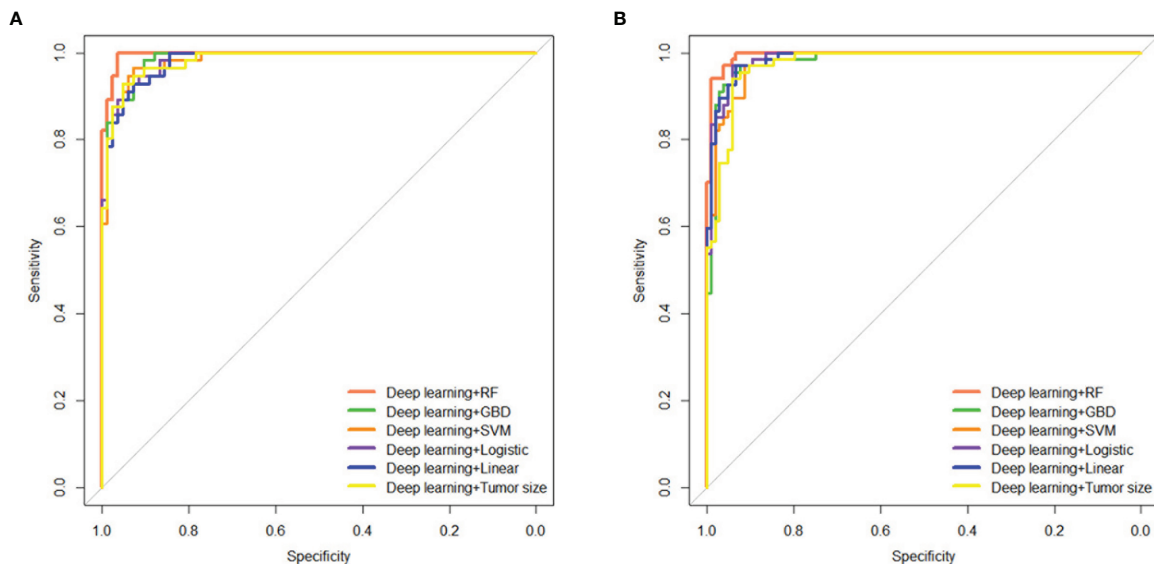 A
1.0
0.8
0.6
0.4
0.2
0.0
Sensitivity
Deep learning+RF
Deep learning+GBD
Deep learning+SVM
Deep learning+Logistic
Deep learning+Linear
Deep learning+Tumor size
1.0 0.8 0.6 0.4 0.2 0.0
Specificity
B
1.0
0.8
0.6
0.4
0.2
0.0
Sensitivity
Deep learning+RF
Deep learning+GBD
Deep learning+SVM
Deep learning+Logistic
Deep learning+Linear
Deep learning+Tumor size
1.0 0.8 0.6 0.4 0.2 0.0
Specificity